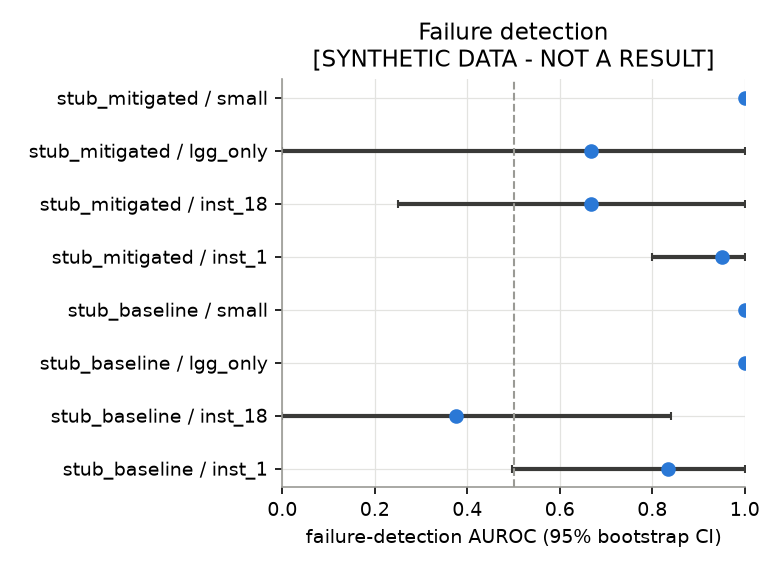 Failure detection
[SYNTHETIC DATA - NOT A RESULT]
stub_mitigated / small
stub_mitigated / lgg_only
stub_mitigated / inst_18
stub_mitigated / inst_1
stub_baseline / small
stub_baseline / lgg_only
stub_baseline / inst_18
stub_baseline / inst_1
0.0 0.2 0.4 0.6 0.8 1.0
failure-detection AUROC (95% bootstrap CI)